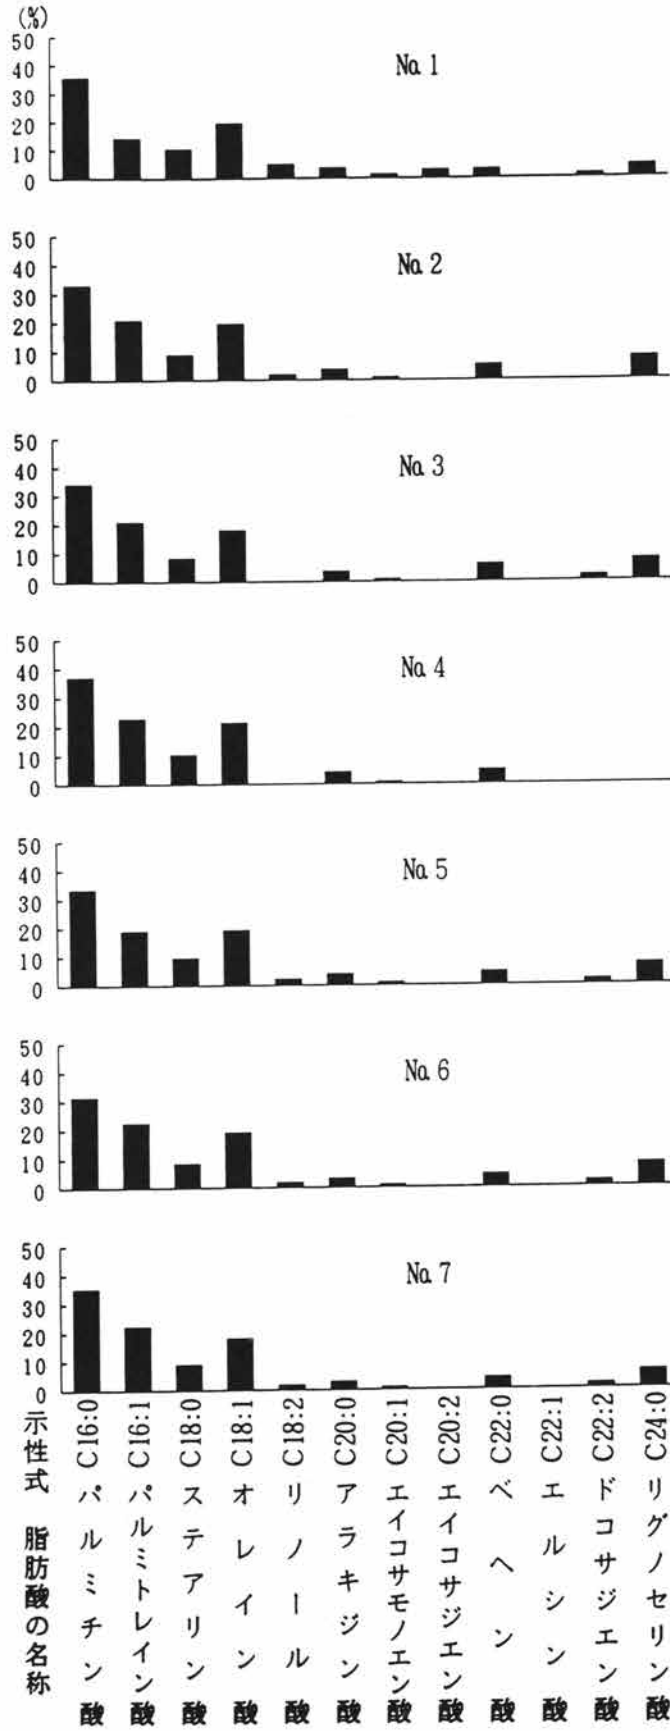 (%)
50
40
30
20
10
0
No. 1
50
40
30
20
10
0
No. 2
50
40
30
20
10
0
No. 3
50
40
30
20
10
0
No. 4
50
40
30
20
10
0
No. 5
50
40
30
20
10
0
No. 6
50
40
30
20
10
0
No. 7
示性式 脂肪酸の名称
C16:0 パルミチン酸
C16:1 パルミトレイン酸
C18:0 ステアリン酸
C18:1 オレイン酸
C18:2 リノール酸
C20:0 アラキジン酸
C20:1 エイコサモノエン酸
C20:2 エイコサジエン酸
C22:0 ベヘン酸
C22:1 エルシン酸
C22:2 ドコサジエン酸
C24:0 リグノセリン酸